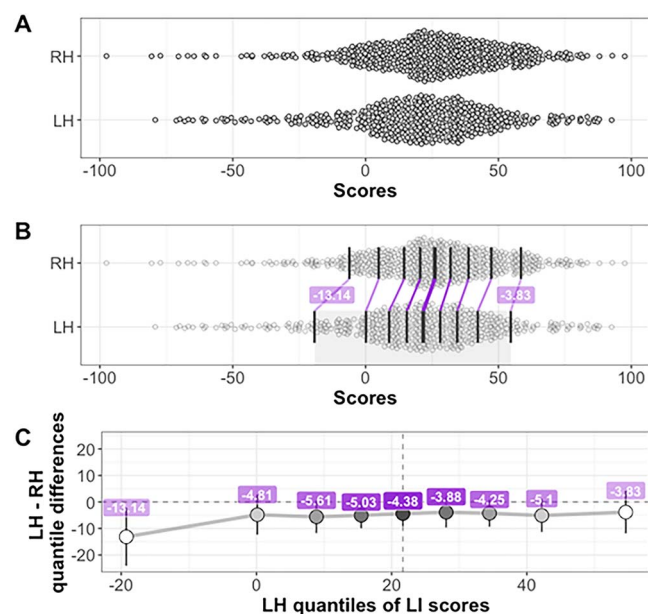 A
RH
LH
-100 -50 0 50 100
Scores
B
RH
-13.14 -3.83
LH
-100 -50 0 50 100
Scores
C
LH - RH
quantile differences
20
10
0
-10
-20
-13.14 -4.81 -5.61 -5.03 -4.38 -3.88 -4.25 -5.1 -3.83
-20 0 20 40
LH quantiles of LI scores